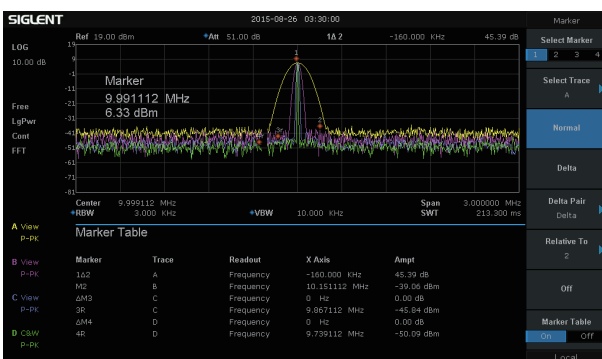 SIGLENT 2015-08-26 03:30:00 Marker
Ref 19.00 dBm *Att 51.00 dB 1Δ2 -160.000 KHz 45.39 dB
LOG
10.00 dB
Free
LgPwr
Cont
FFT
19
9
-1
-11
-21
-31
-41
-51
-61
-71
-81
Marker
9.991112 MHz
6.33 dBm
1
2
Center 9.999112 MHz Span 3.000000 MHz
*RBW 3.000 KHz *VBW 10.000 KHz SWT 213.300 ms
A View
P-PK
B View
P-PK
C View
P-PK
D C&W
P-PK
Marker Table
Marker Trace Readout X Axis Ampt
1Δ2 A Frequency -160.000 KHz 45.39 dB
M2 B Frequency 10.151112 MHz -39.06 dBm
ΔM3 C Frequency 0 Hz 0.00 dB
3R C Frequency 9.867112 MHz -45.84 dBm
ΔM4 D Frequency 0 Hz 0.00 dB
4R D Frequency 9.739112 MHz -50.09 dBm
Select Marker
1 2 3 4
Select Trace
A
Normal
Delta
Delta Pair
Delta
Relative To
2
Off
Marker Table
On Off
Local